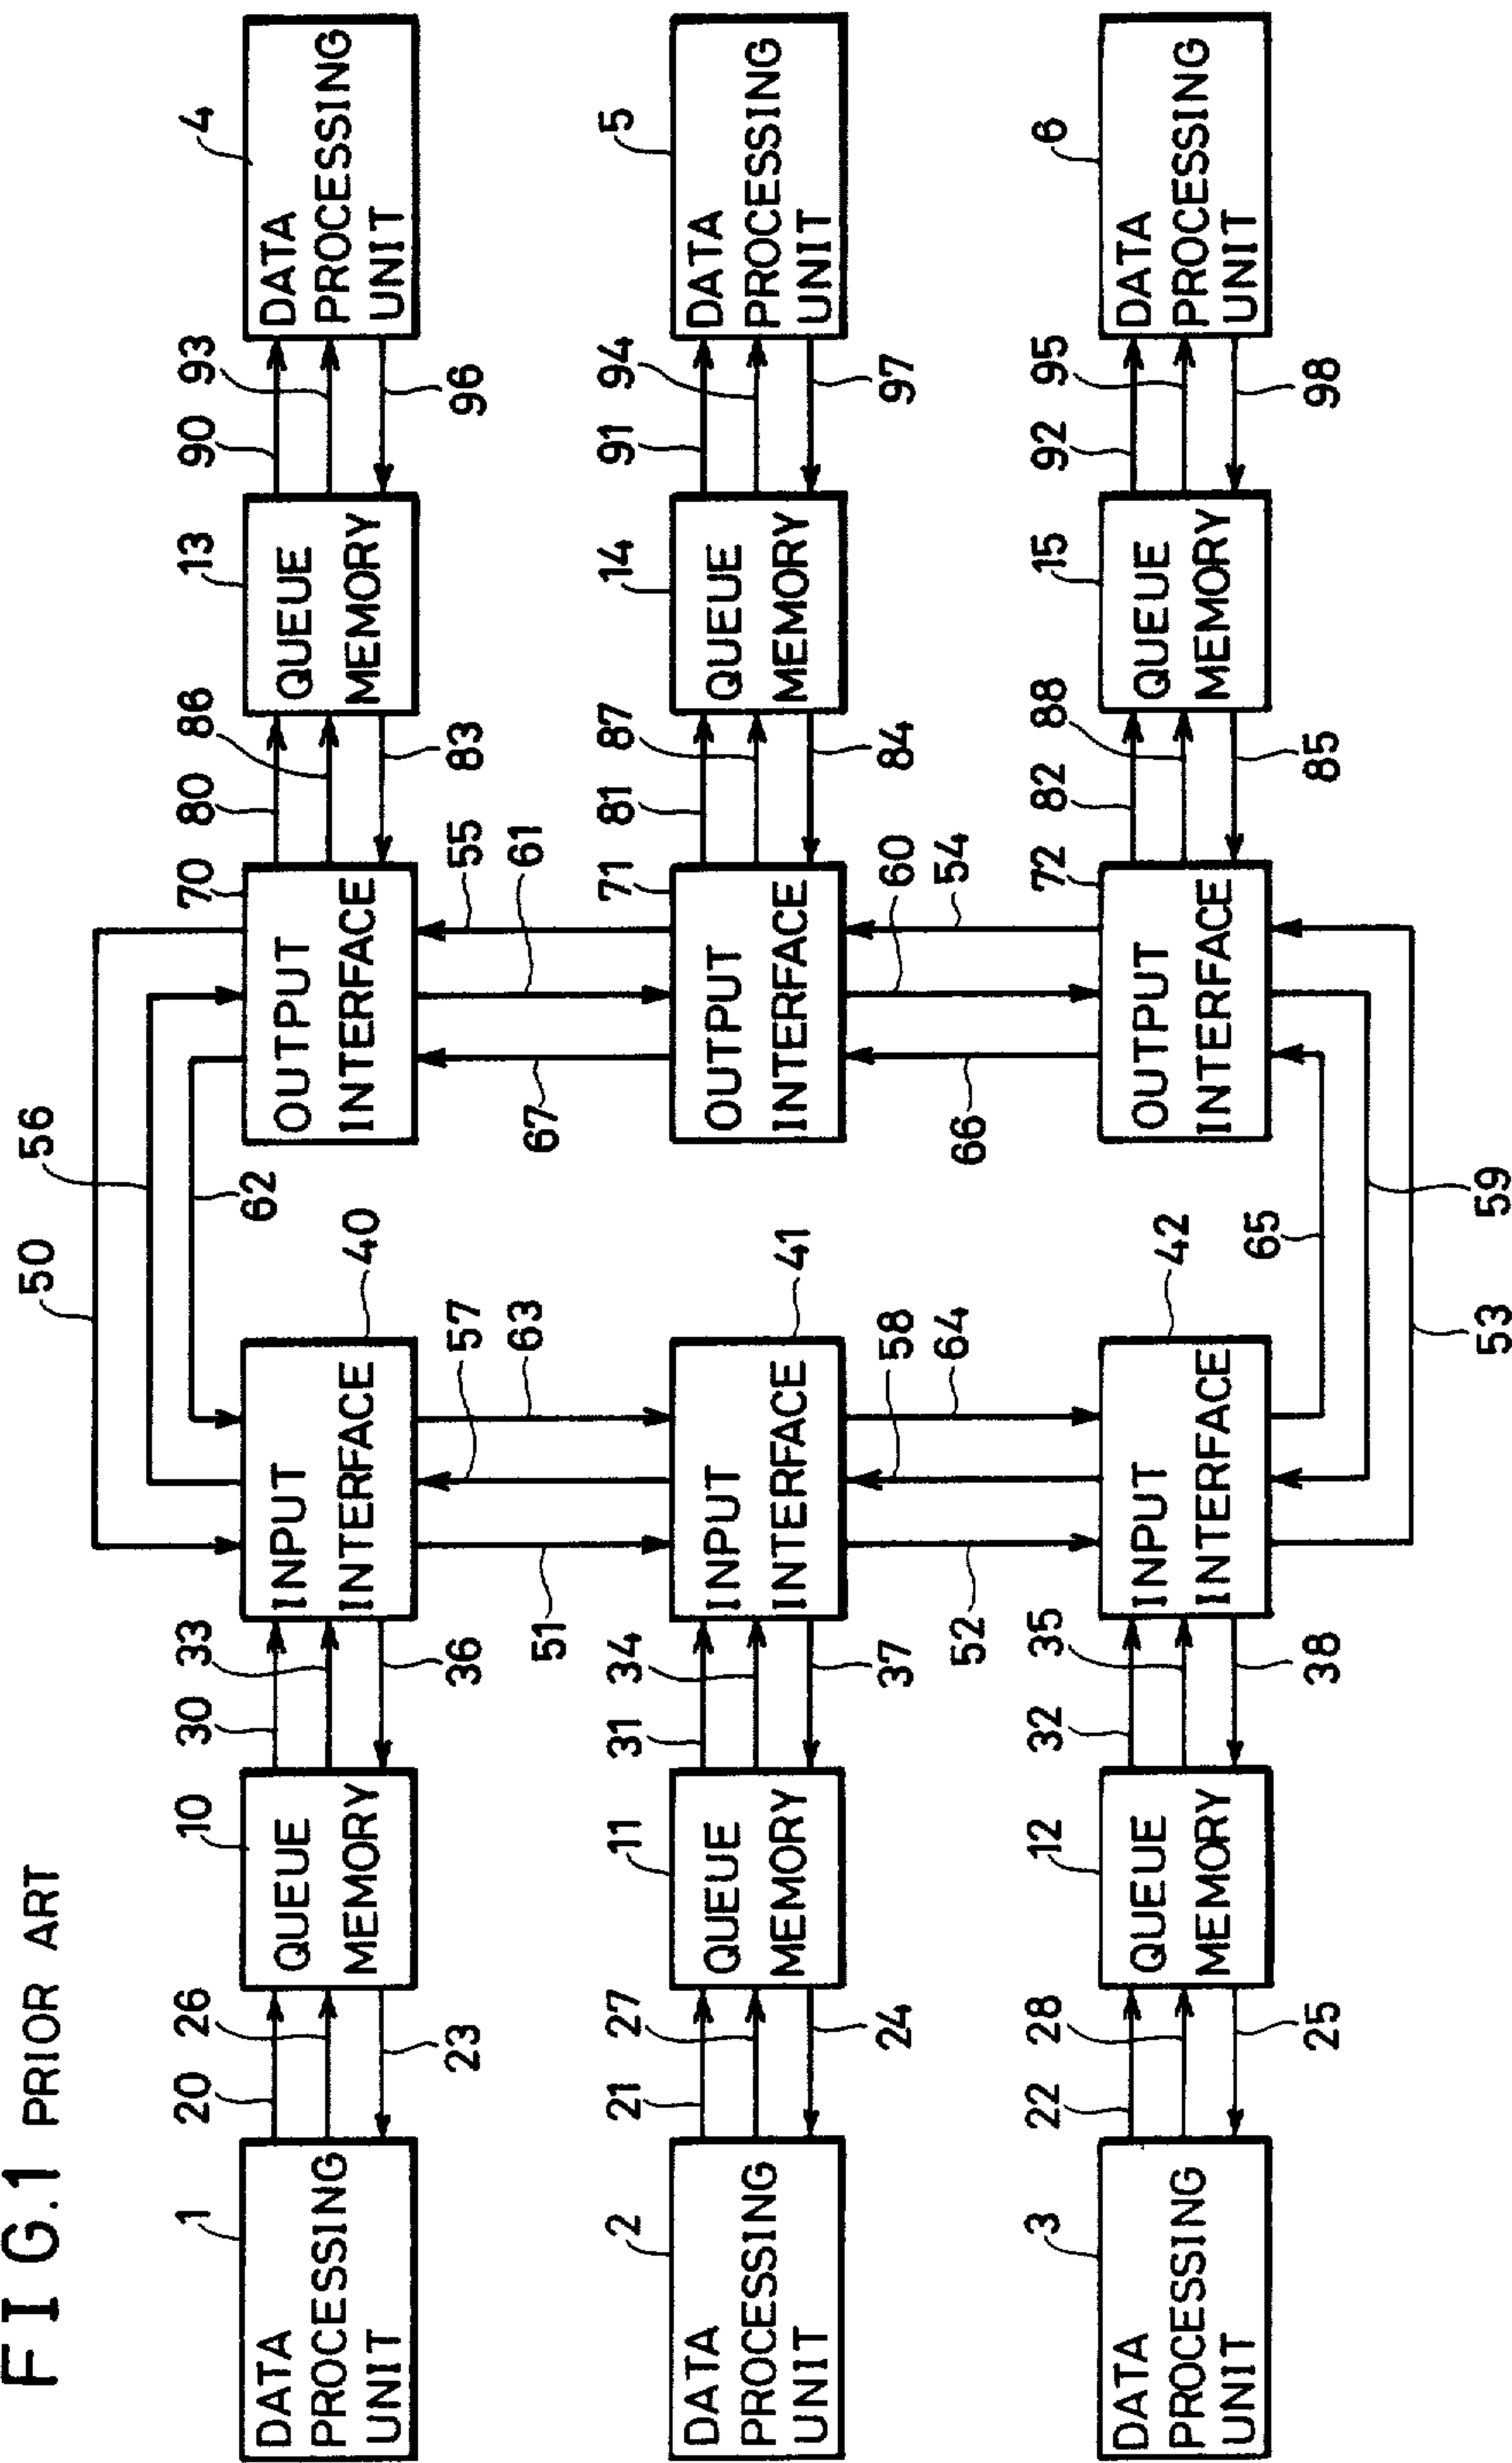 FIG.1 PRIOR ART
1
DATA
PROCESSING
UNIT
20
26
23
10
QUEUE
MEMORY
30
33
36
40
INPUT
INTERFACE
50
56
62
70
OUTPUT
INTERFACE
80
86
83
13
QUEUE
MEMORY
90
93
96
4
DATA
PROCESSING
UNIT
51
57
63
67
61
55
2
DATA
PROCESSING
UNIT
21
27
24
11
QUEUE
MEMORY
31
34
37
41
INPUT
INTERFACE
71
OUTPUT
INTERFACE
81
87
84
14
QUEUE
MEMORY
91
94
97
5
DATA
PROCESSING
UNIT
52
58
64
66
60
54
3
DATA
PROCESSING
UNIT
22
28
25
12
QUEUE
MEMORY
32
35
38
42
INPUT
INTERFACE
65
53
59
72
OUTPUT
INTERFACE
82
88
85
15
QUEUE
MEMORY
92
95
98
6
DATA
PROCESSING
UNIT